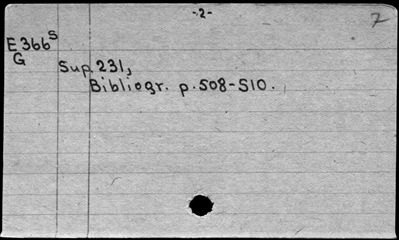 -2-
7
E366S
G
Sup. 231,
Bibliogr. p. 508-510.